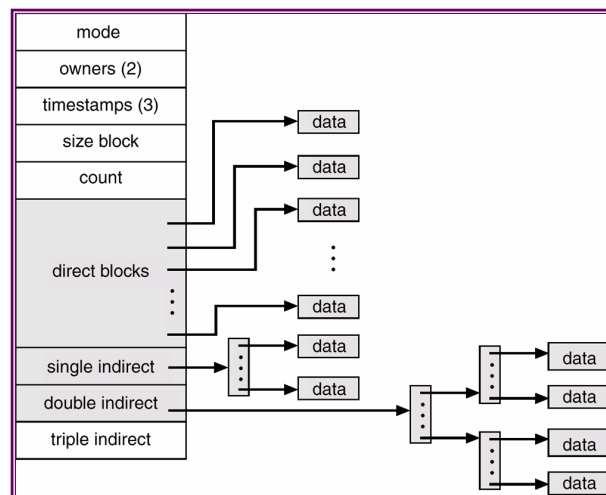 mode
owners (2)
timestamps (3)
size block
count
direct blocks
single indirect
double indirect
triple indirect
data
data
data
data
data
data
data
data
data
data